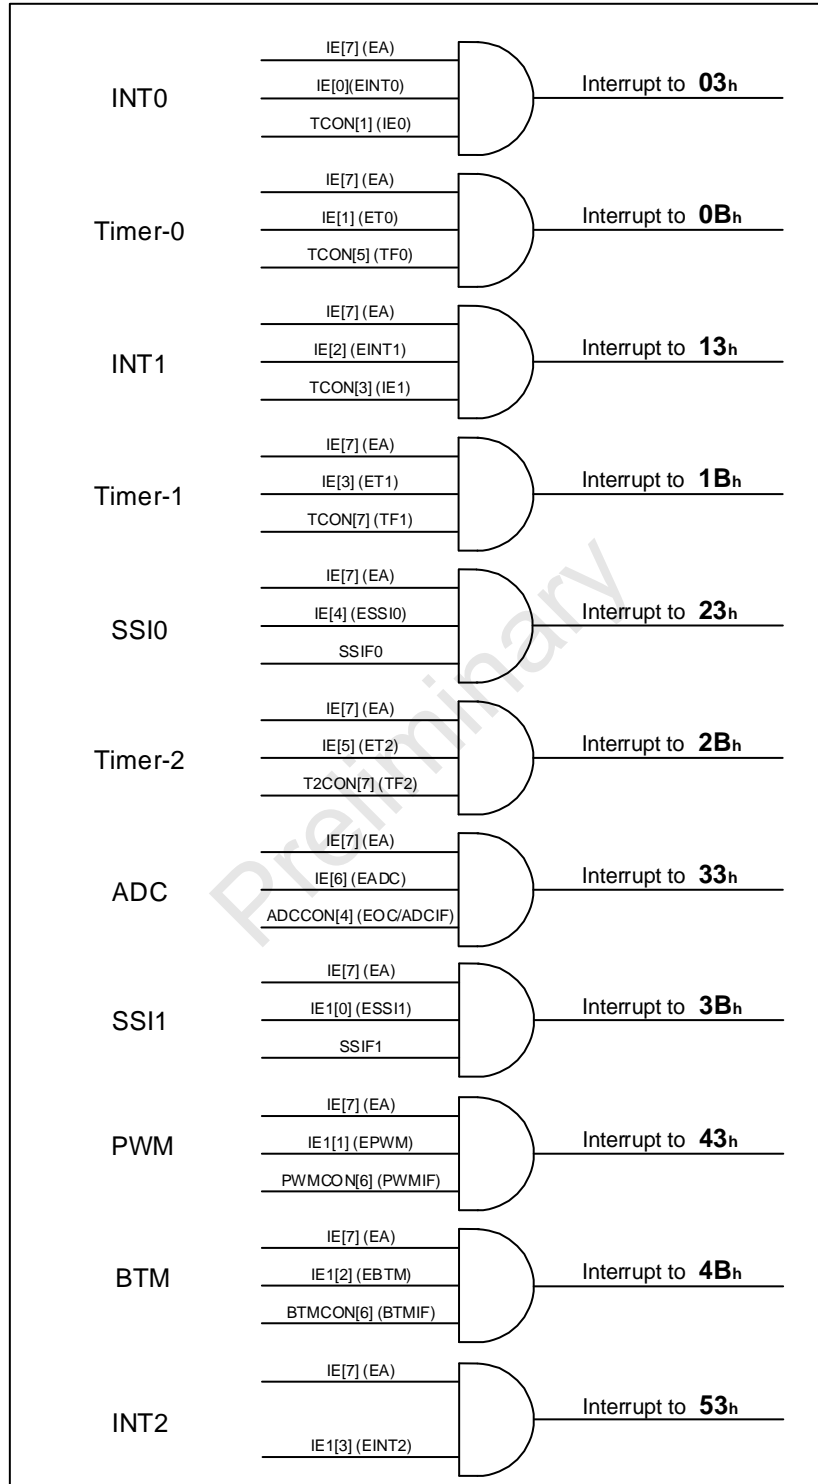 IE[7] (EA)
INT0
IE[0](EINT0)
Interrupt to 03h
TCON[1] (IE0)
IE[7] (EA)
Timer-0
IE[1] (ET0)
Interrupt to 0Bh
TCON[5] (TF0)
IE[7] (EA)
INT1
IE[2] (EINT1)
Interrupt to 13h
TCON[3] (IE1)
IE[7] (EA)
Timer-1
IE[3] (ET1)
Interrupt to 1Bh
TCON[7] (TF1)
IE[7] (EA)
SSI0
IE[4] (ESSI0)
Interrupt to 23h
SSIF0
IE[7] (EA)
Timer-2
IE[5] (ET2)
Interrupt to 2Bh
T2CON[7] (TF2)
IE[7] (EA)
ADC
IE[6] (EADC)
Interrupt to 33h
ADCCON[4] (EOC/ADCIF)
IE[7] (EA)
SSI1
IE1[0] (ESSI1)
Interrupt to 3Bh
SSIF1
IE[7] (EA)
PWM
IE1[1] (EPWM)
Interrupt to 43h
PWMCON[6] (PWMIF)
IE[7] (EA)
BTM
IE1[2] (EBTM)
Interrupt to 4Bh
BTMCON[6] (BTMIF)
IE[7] (EA)
INT2
Interrupt to 53h
IE1[3] (EINT2)
Preliminary